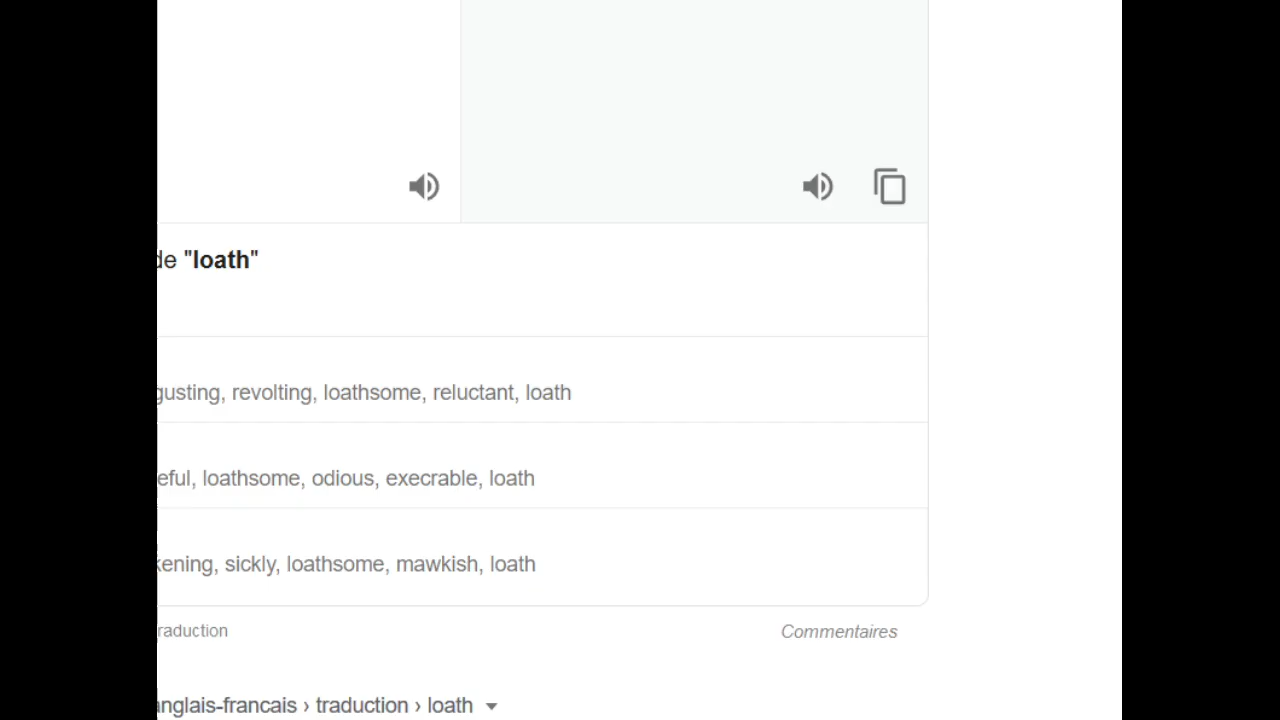 de "loath"
gusting, revolting, loathsome, reluctant, loath
eful, loathsome, odious, execrable, loath
kening, sickly, loathsome, mawkish, loath
raduction
Commentaires
anglais-francais › traduction › loath